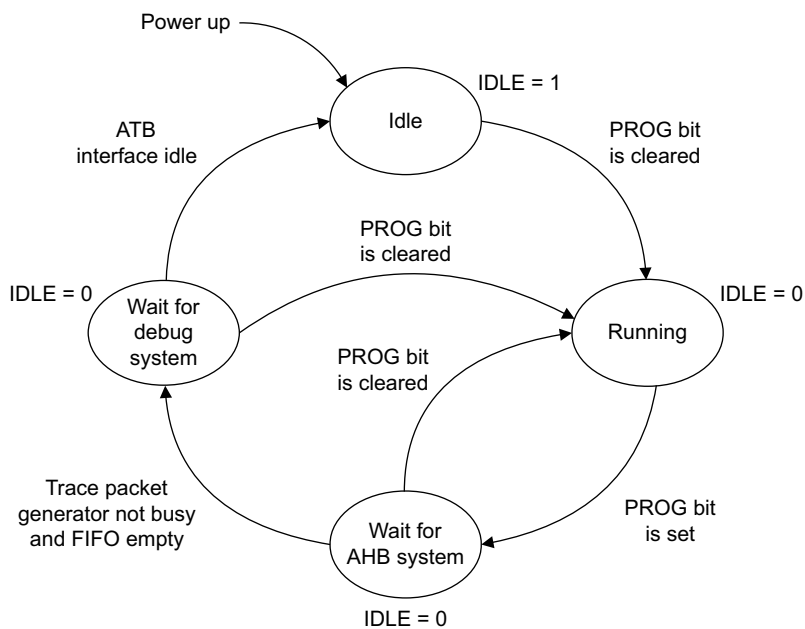 Power up
IDLE = 1
Idle
ATB
interface idle
PROG bit
is cleared
PROG bit
is cleared
IDLE = 0
Wait for
debug
system
Running
IDLE = 0
PROG bit
is cleared
Trace packet
generator not busy
and FIFO empty
Wait for
AHB system
PROG bit
is set
IDLE = 0